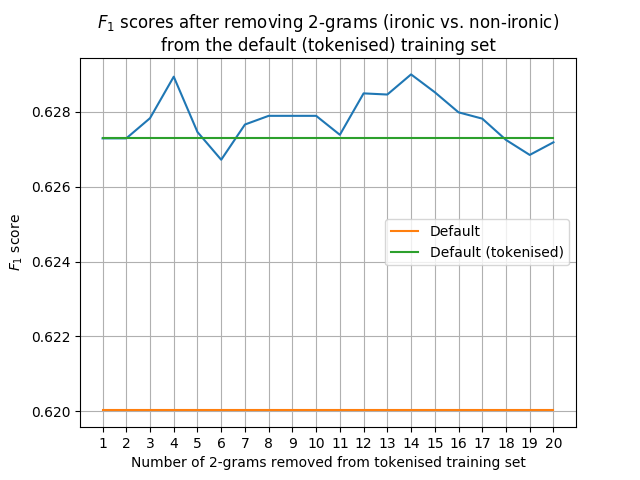 F₁ scores after removing 2-grams (ironic vs. non-ironic)
from the default (tokenised) training set
F₁ score
0.628
0.626
0.624
0.622
0.620
Default
Default (tokenised)
1 2 3 4 5 6 7 8 9 10 11 12 13 14 15 16 17 18 19 20
Number of 2-grams removed from tokenised training set